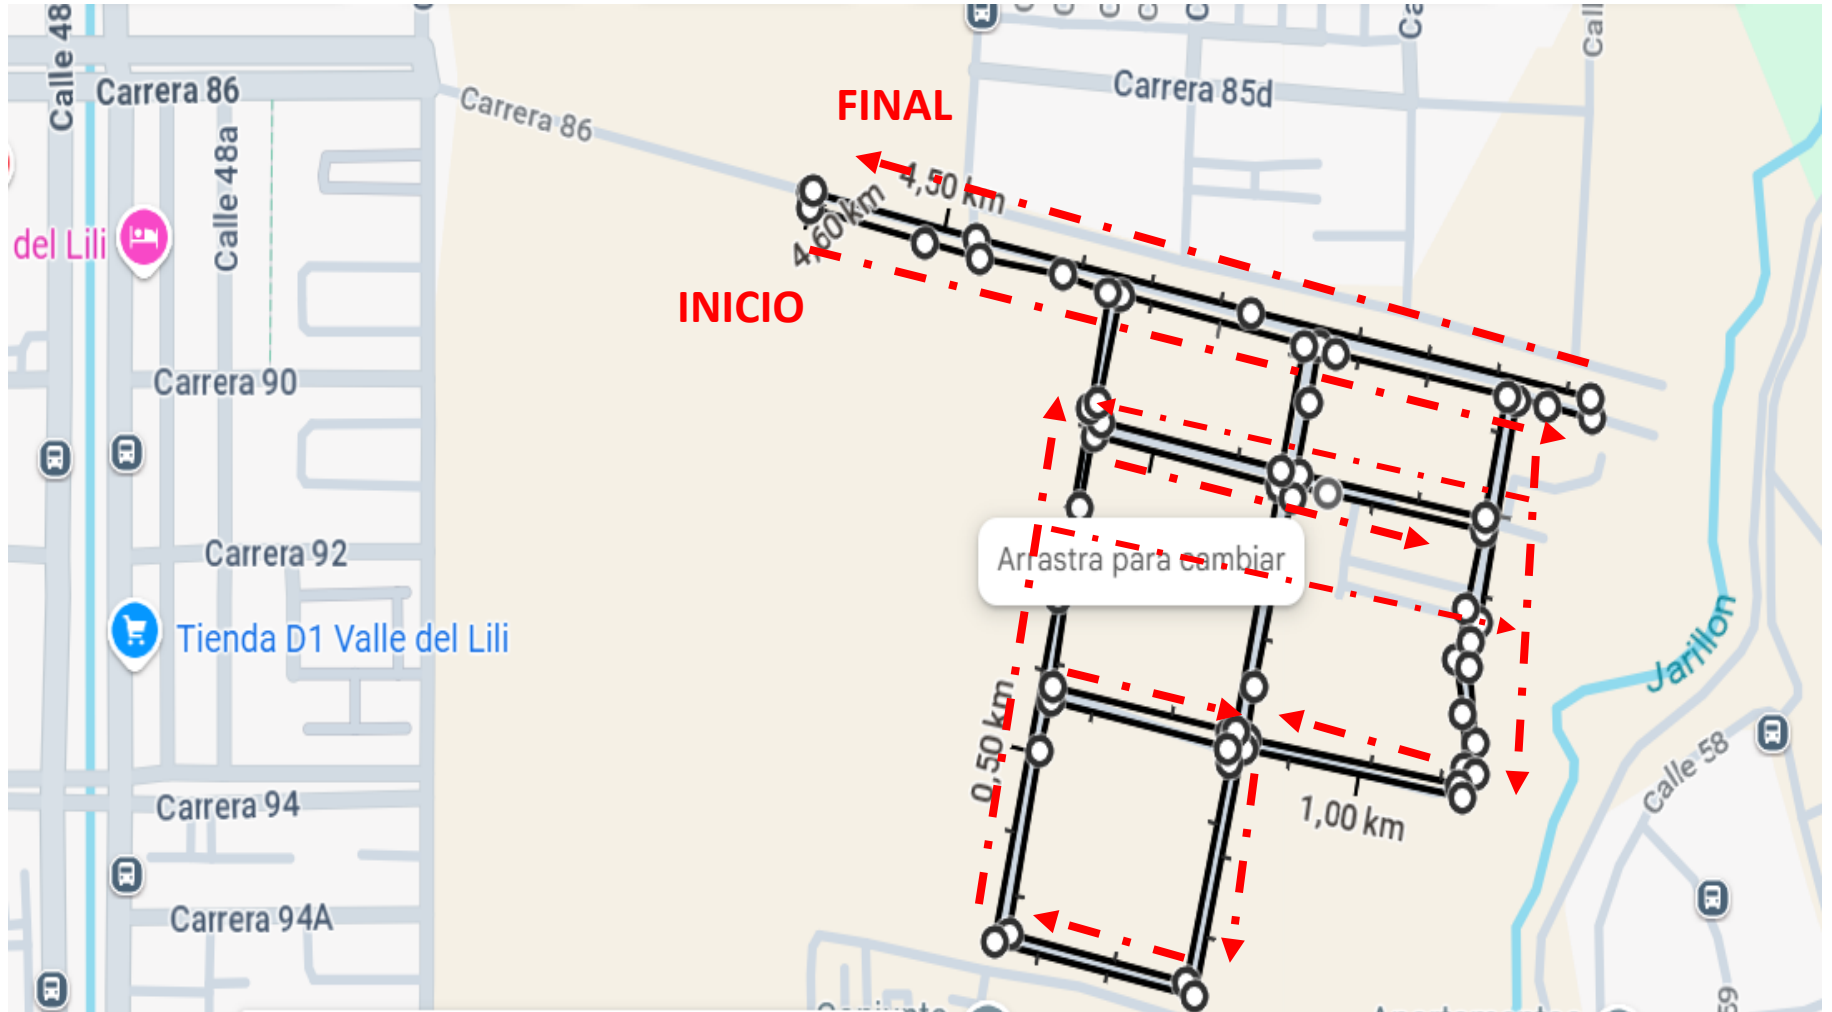 Calle 48
Carrera 86
Calle 48a
Carrera 86
Carrera 85d
FINAL
4,50 km
4,60 km
INICIO
del Lili
Carrera 90
Carrera 92
Arrastra para cambiar
Tienda D1 Valle del Lili
Jarillon
0,50 km
1,00 km
Calle 58
Carrera 94
Carrera 94A